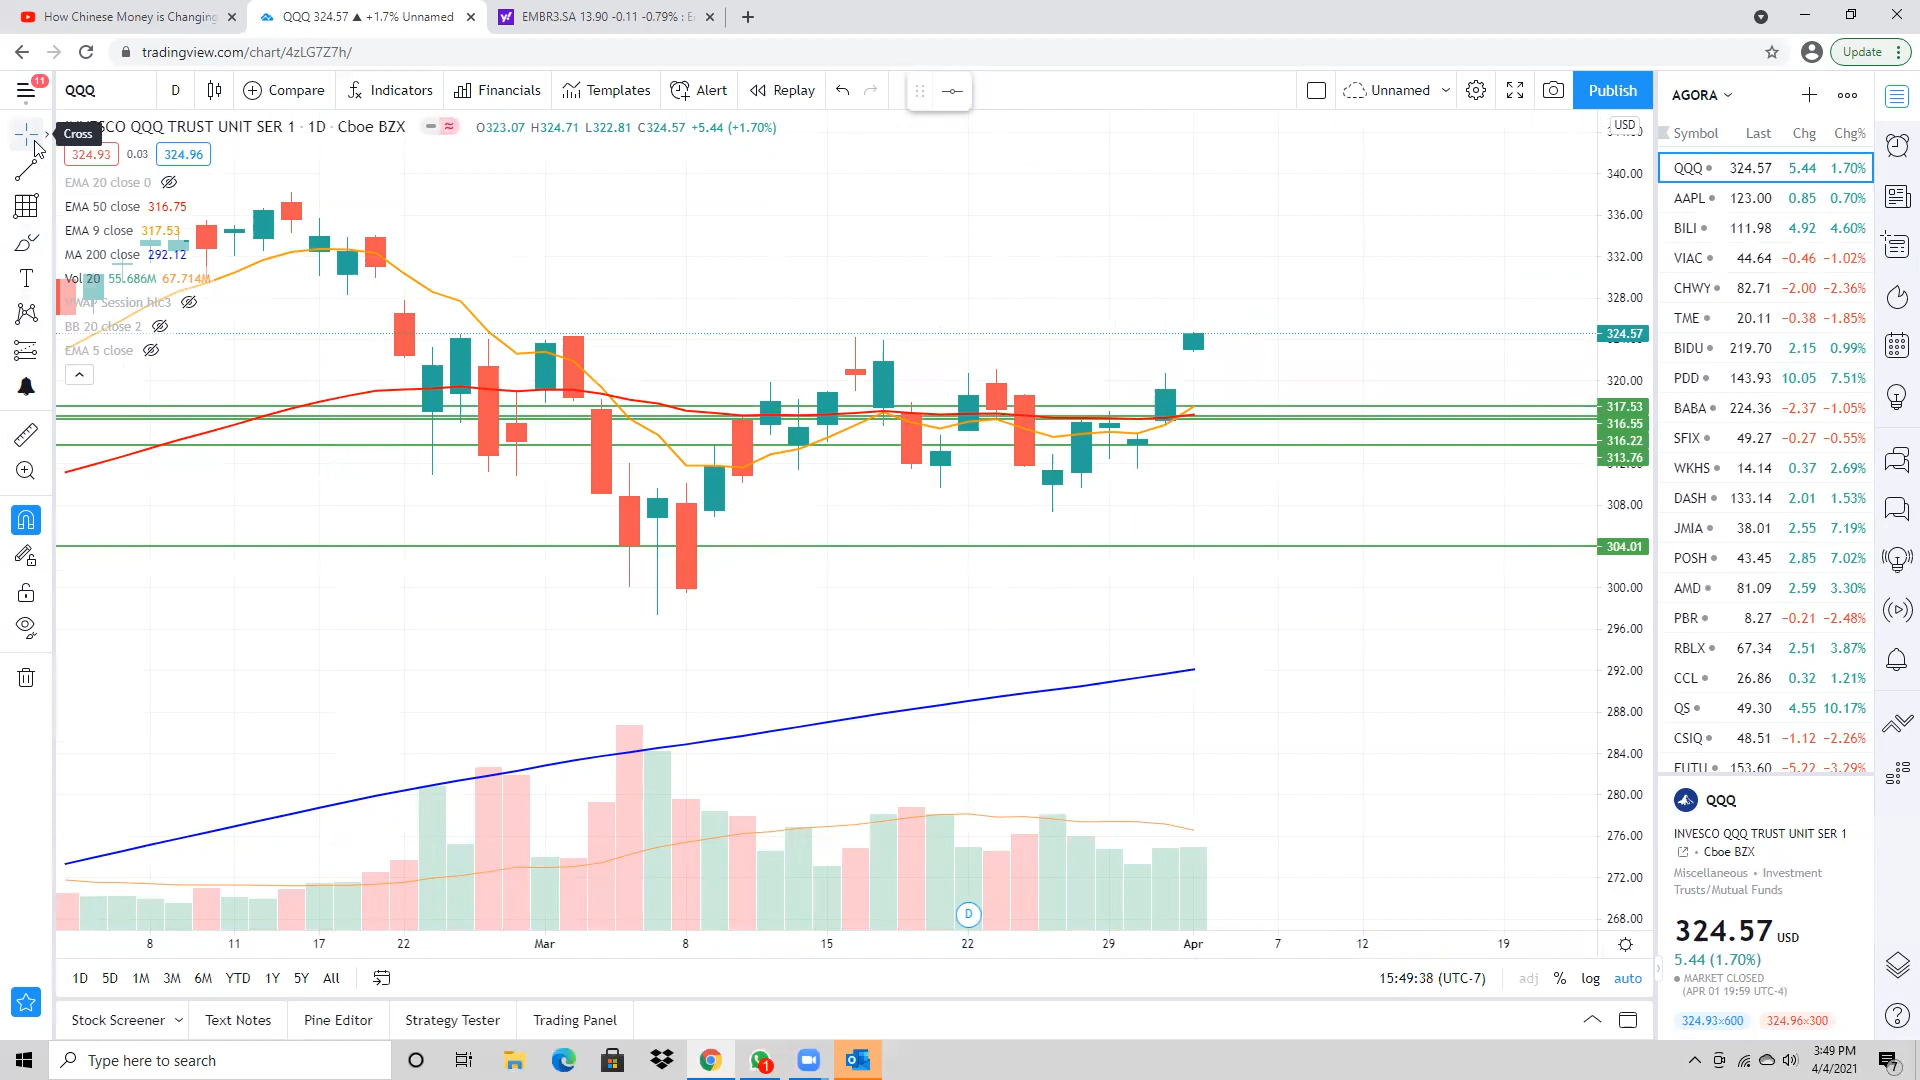 How Chinese Money is Changing
QQQ 324.57 ▲ +1.7% Unnamed
EMBR3.SA 13.90 -0.11 -0.79% : E
tradingview.com/chart/4zLG7Z7h/
Update
11
QQQ
D
Compare
Indicators
Financials
Templates
Alert
Replay
Unnamed
Publish
Cross
INVESCO QQQ TRUST UNIT SER 1 · 1D · Cboe BZX
O323.07 H324.71 L322.81 C324.57 +5.44 (+1.70%)
324.93 0.03 324.96
EMA 20 close 0
EMA 50 close 316.75
EMA 9 close 317.53
MA 200 close 292.12
Vol 20 55.686M 67.714M
VWAP Session hlc3
BB 20 close 2
EMA 5 close
USD
340.00
336.00
332.00
328.00
324.57
320.00
317.53
316.55
316.22
313.76
308.00
304.01
300.00
296.00
292.00
288.00
284.00
280.00
276.00
272.00
268.00
D
8 11 17 22 Mar 8 15 22 29 Apr 7 12 19
1D 5D 1M 3M 6M YTD 1Y 5Y All
15:49:38 (UTC-7) adj % log auto
Stock Screener Text Notes Pine Editor Strategy Tester Trading Panel
AGORA
Symbol Last Chg Chg%
QQQ 324.57 5.44 1.70%
AAPL 123.00 0.85 0.70%
BILI 111.98 4.92 4.60%
VIAC 44.64 −0.46 −1.02%
CHWY 82.71 −2.00 −2.36%
TME 20.11 −0.38 −1.85%
BIDU 219.70 2.15 0.99%
PDD 143.93 10.05 7.51%
BABA 224.36 −2.37 −1.05%
SFIX 49.27 −0.27 −0.55%
WKHS 14.14 0.37 2.69%
DASH 133.14 2.01 1.53%
JMIA 38.01 2.55 7.19%
POSH 43.45 2.85 7.02%
AMD 81.09 2.59 3.30%
PBR 8.27 −0.21 −2.48%
RBLX 67.34 2.51 3.87%
CCL 26.86 0.32 1.21%
QS 49.30 4.55 10.17%
CSIQ 48.51 −1.12 −2.26%
FUTU 153.60 −5.22 −3.29%
QQQ
INVESCO QQQ TRUST UNIT SER 1
• Cboe BZX
Miscellaneous • Investment
Trusts/Mutual Funds
324.57 USD
5.44 (1.70%)
MARKET CLOSED
(APR 01 19:59 UTC-4)
324.93×600 324.96×300
Type here to search
1
3:49 PM
4/4/2021
7